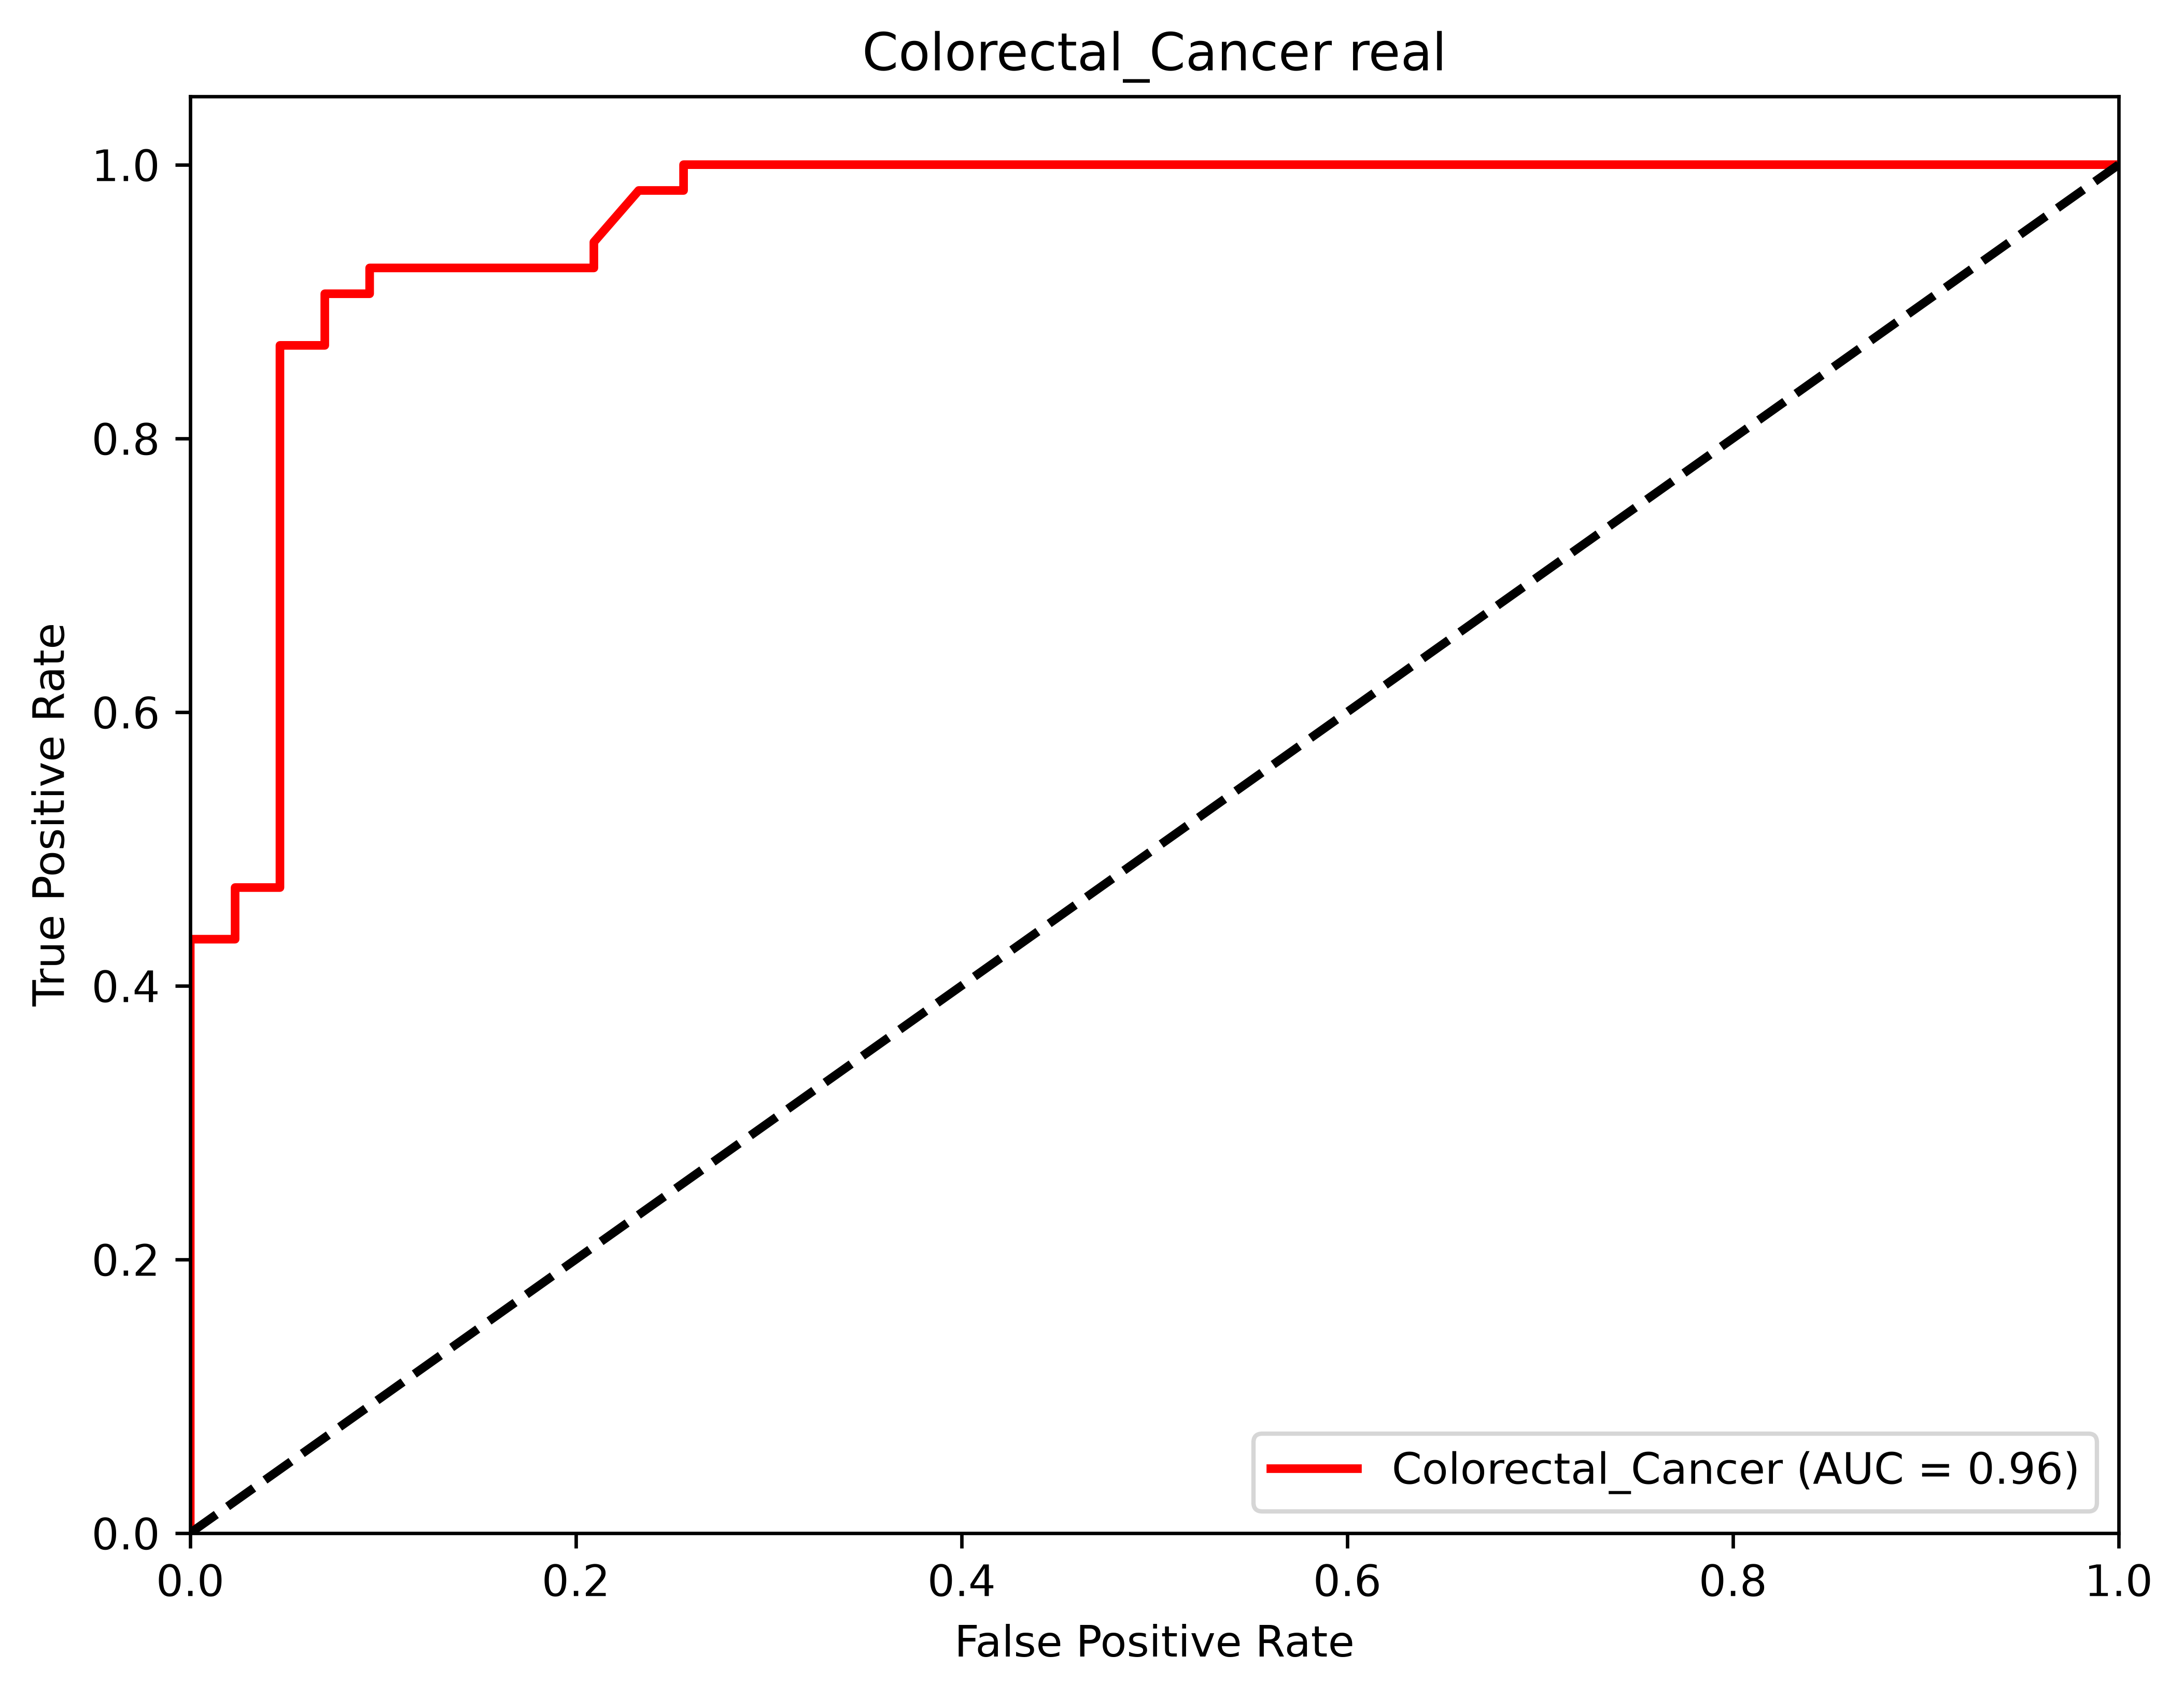 Colorectal_Cancer real
True Positive Rate
1.0
0.8
0.6
0.4
0.2
0.0
Colorectal_Cancer (AUC = 0.96)
0.0 0.2 0.4 0.6 0.8 1.0
False Positive Rate